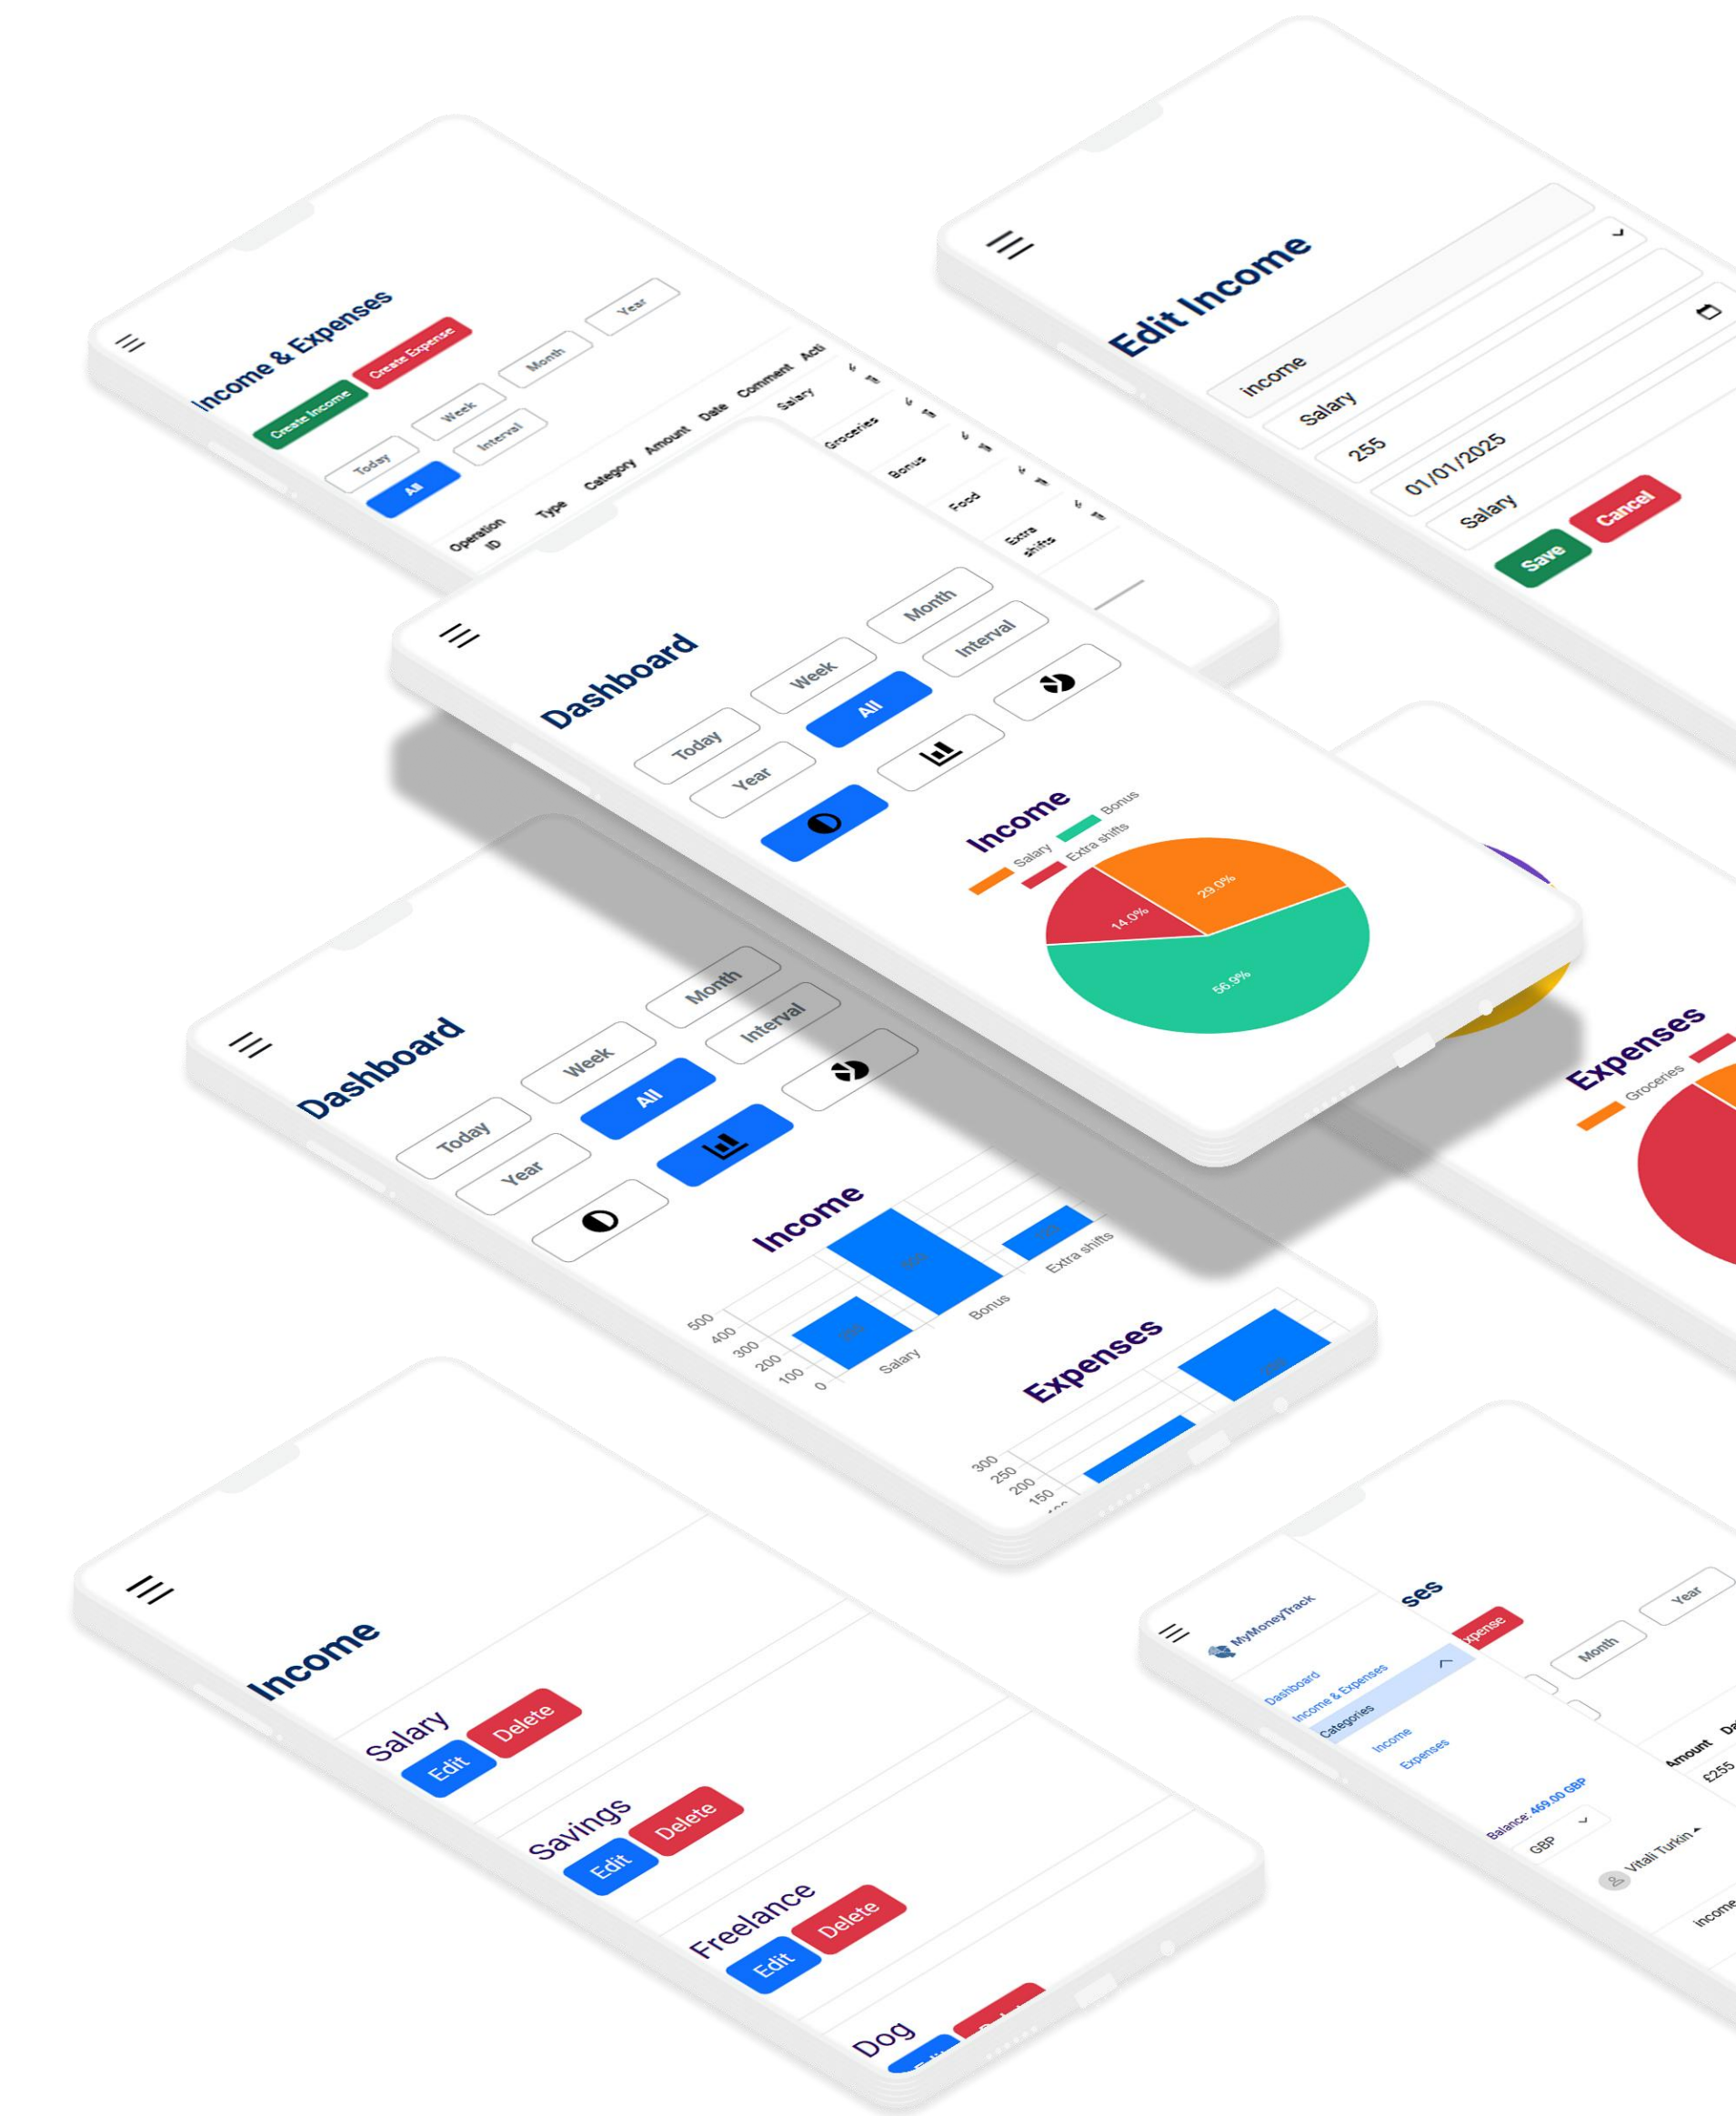 Income & Expenses
Create Income
Create Expense
Today
Week
Month
Year
All
Interval
Operation
ID
Type
Category
Amount
Date
Comment
Acti
Salary
Groceries
Bonus
Food
Extra
shifts
Edit Income
income
Salary
255
01/01/2025
Salary
Save
Cancel
Dashboard
Today
Week
Month
Year
All
Interval
Income
Salary
Bonus
Extra shifts
29.0%
14.0%
56.9%
Expenses
Groceries
Dashboard
Today
Week
Month
Year
All
Interval
Income
500
400
300
200
100
0
Salary
Bonus
Extra shifts
Expenses
300
250
200
150
Income
Salary
Edit
Delete
Savings
Edit
Delete
Freelance
Edit
Delete
Dog
MyMoneyTrack
Dashboard
Income & Expenses
Categories
Income
Expenses
Balance: 469.00 GBP
GBP
Vitali Turkin
ses
xpense
Month
Year
Amount
£255
income